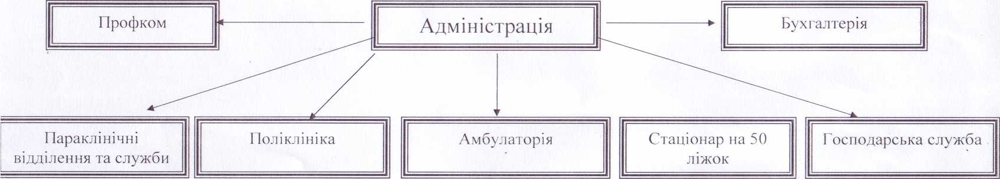 Профком
Адміністрація
Бухгалтерія
Параклінічні
відділення та служби
Поліклініка
Амбулаторія
Стаціонар на 50
ліжок
Господарська служба